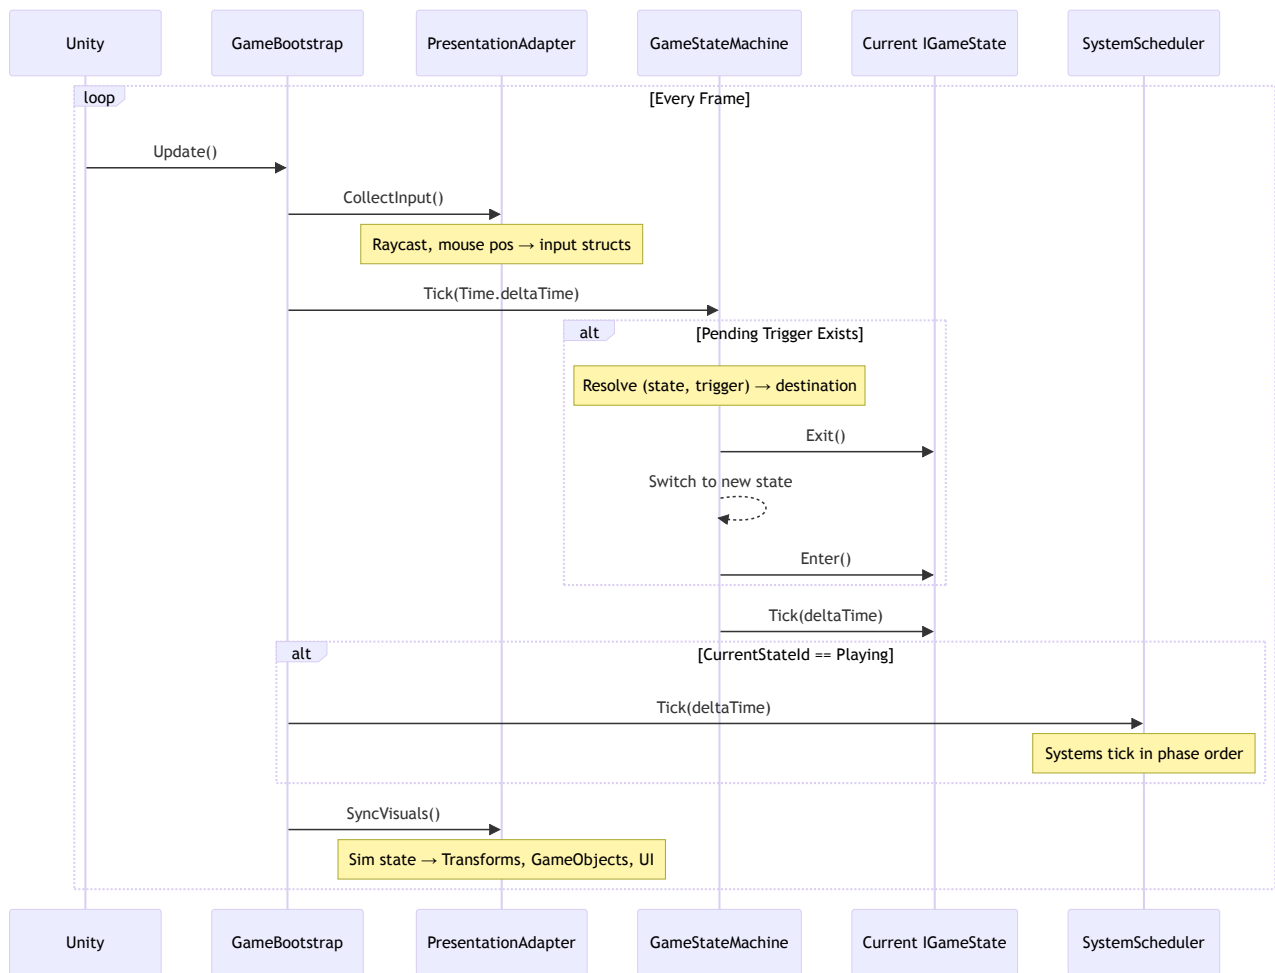 Unity
GameBootstrap
PresentationAdapter
GameStateMachine
Current IGameState
SystemScheduler
loop
[Every Frame]
Update()
CollectInput()
Raycast, mouse pos → input structs
Tick(Time.deltaTime)
alt
[Pending Trigger Exists]
Resolve (state, trigger) → destination
Exit()
Switch to new state
Enter()
Tick(deltaTime)
alt
[CurrentStateId == Playing]
Tick(deltaTime)
Systems tick in phase order
SyncVisuals()
Sim state → Transforms, GameObjects, UI
Unity
GameBootstrap
PresentationAdapter
GameStateMachine
Current IGameState
SystemScheduler